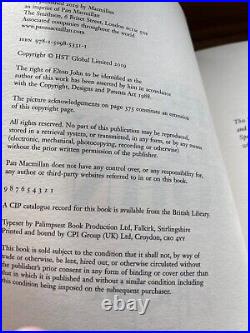 published 2019 by Macmillan
an imprint of Pan Macmillan
The Smithson, 6 Briset Street, London EC1M
Associated companies throughout the world
www.panmacmillan.com
ISBN 978-1-5098-5331-1
Copyright © HST Global Limited 2019
The right of Elton John to be identified as the
author of this work has been asserted by him in accordance
with the Copyright, Designs and Patents Act 1988.
The picture acknowledgements on page 375 constitute an extension
of this copyright page.
All rights reserved. No part of this publication may be reproduced,
stored in a retrieval system, or transmitted, in any form, or by any means
(electronic, mechanical, photocopying, recording or otherwise)
without the prior written permission of the publisher.
Pan Macmillan does not have any control over, or any responsibility for,
any author or third-party websites referred to in or on this book.
9 8 7 6 5 4 3 2 1
A CIP catalogue record for this book is available from the British Library.
Typeset by Palimpsest Book Production Ltd, Falkirk, Stirlingshire
Printed and bound by CPI Group (UK) Ltd, Croydon, CR0 4YY
This book is sold subject to the condition that it shall not, by way of
trade or otherwise, be lent, hired out, or otherwise circulated without
the publisher's prior consent in any form of binding or cover other than
that in which it is published and without a similar condition including
this condition being imposed on the subsequent purchaser.